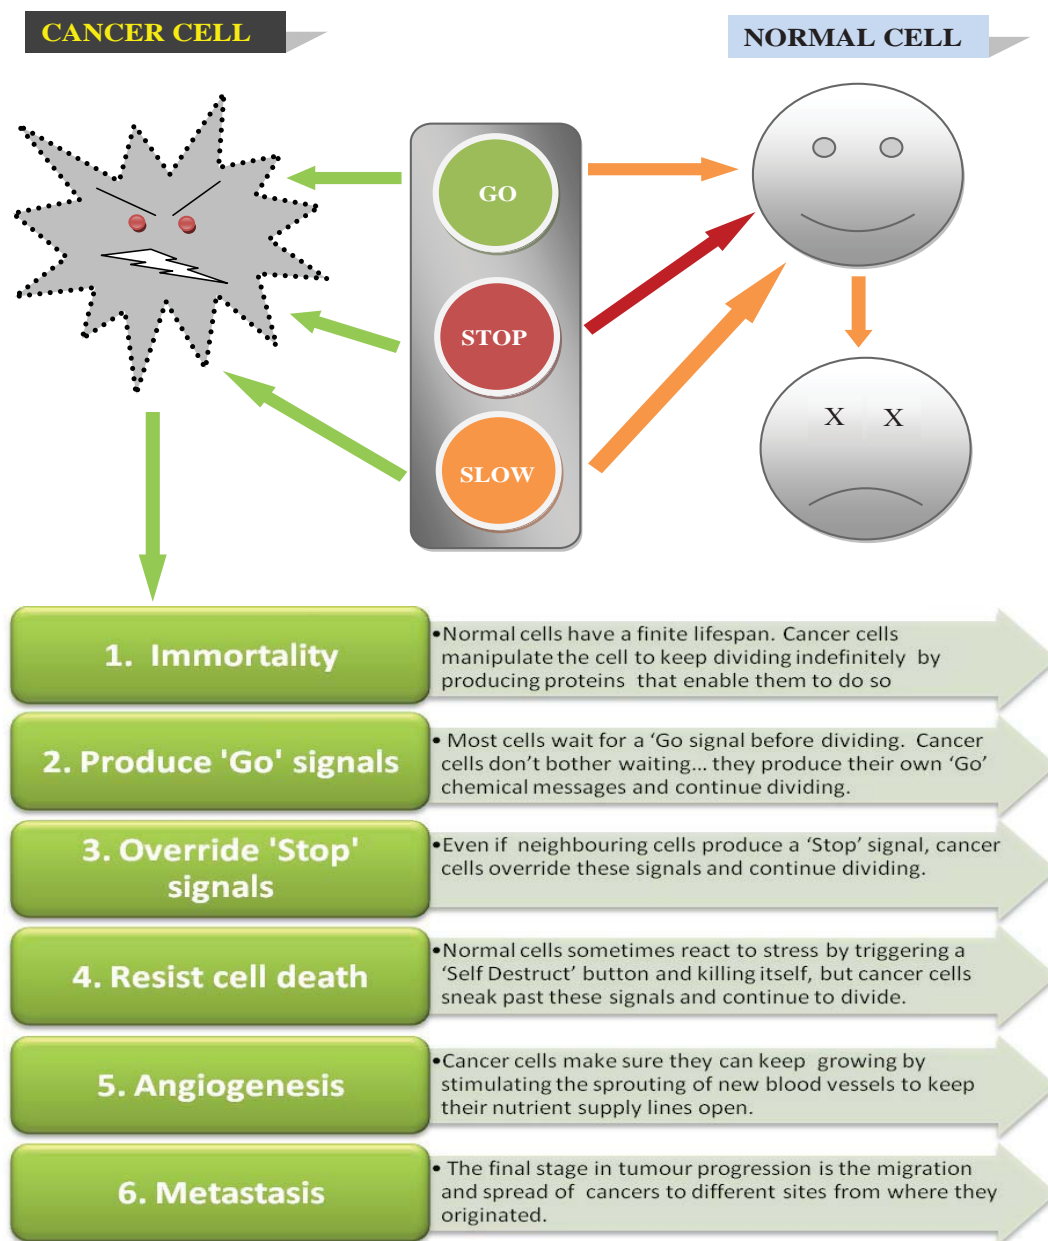 CANCER CELL
NORMAL CELL
GO
STOP
SLOW
X X
1. Immortality
•Normal cells have a finite lifespan. Cancer cells
manipulate the cell to keep dividing indefinitely by
producing proteins that enable them to do so
2. Produce 'Go' signals
• Most cells wait for a ‘Go signal before dividing. Cancer
cells don’t bother waiting... they produce their own ‘Go’
chemical messages and continue dividing.
3. Override 'Stop'
signals
•Even if neighbouring cells produce a ‘Stop’ signal, cancer
cells override these signals and continue dividing.
4. Resist cell death
•Normal cells sometimes react to stress by triggering a
‘Self Destruct’ button and killing itself, but cancer cells
sneak past these signals and continue to divide.
5. Angiogenesis
•Cancer cells make sure they can keep growing by
stimulating the sprouting of new blood vessels to keep
their nutrient supply lines open.
6. Metastasis
• The final stage in tumour progression is the migration
and spread of cancers to different sites from where they
originated.